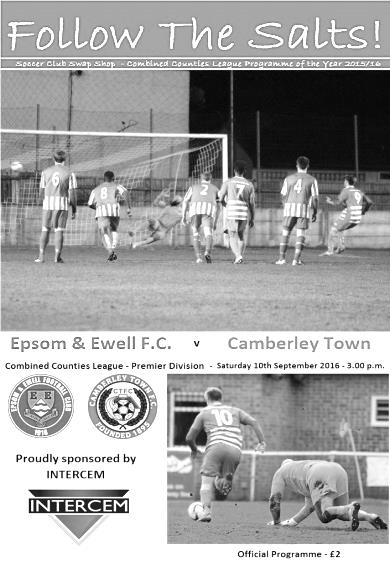 Follow The Salts!
Soccer Club Swap Shop - Combined Counties League Programme of the Year 2015/16
6
8
2
7
4
9
Epsom & Ewell F.C. v Camberley Town
Combined Counties League - Premier Division - Saturday 10th September 2016 - 3.00 p.m.
EPSOM & EWELL FOOTBALL CLUB
E E
1918
CAMBERLEY TOWN F.C.
CTFC
FOUNDED 1895
10
Proudly sponsored by
INTERCEM
INTERCEM
Official Programme - £2